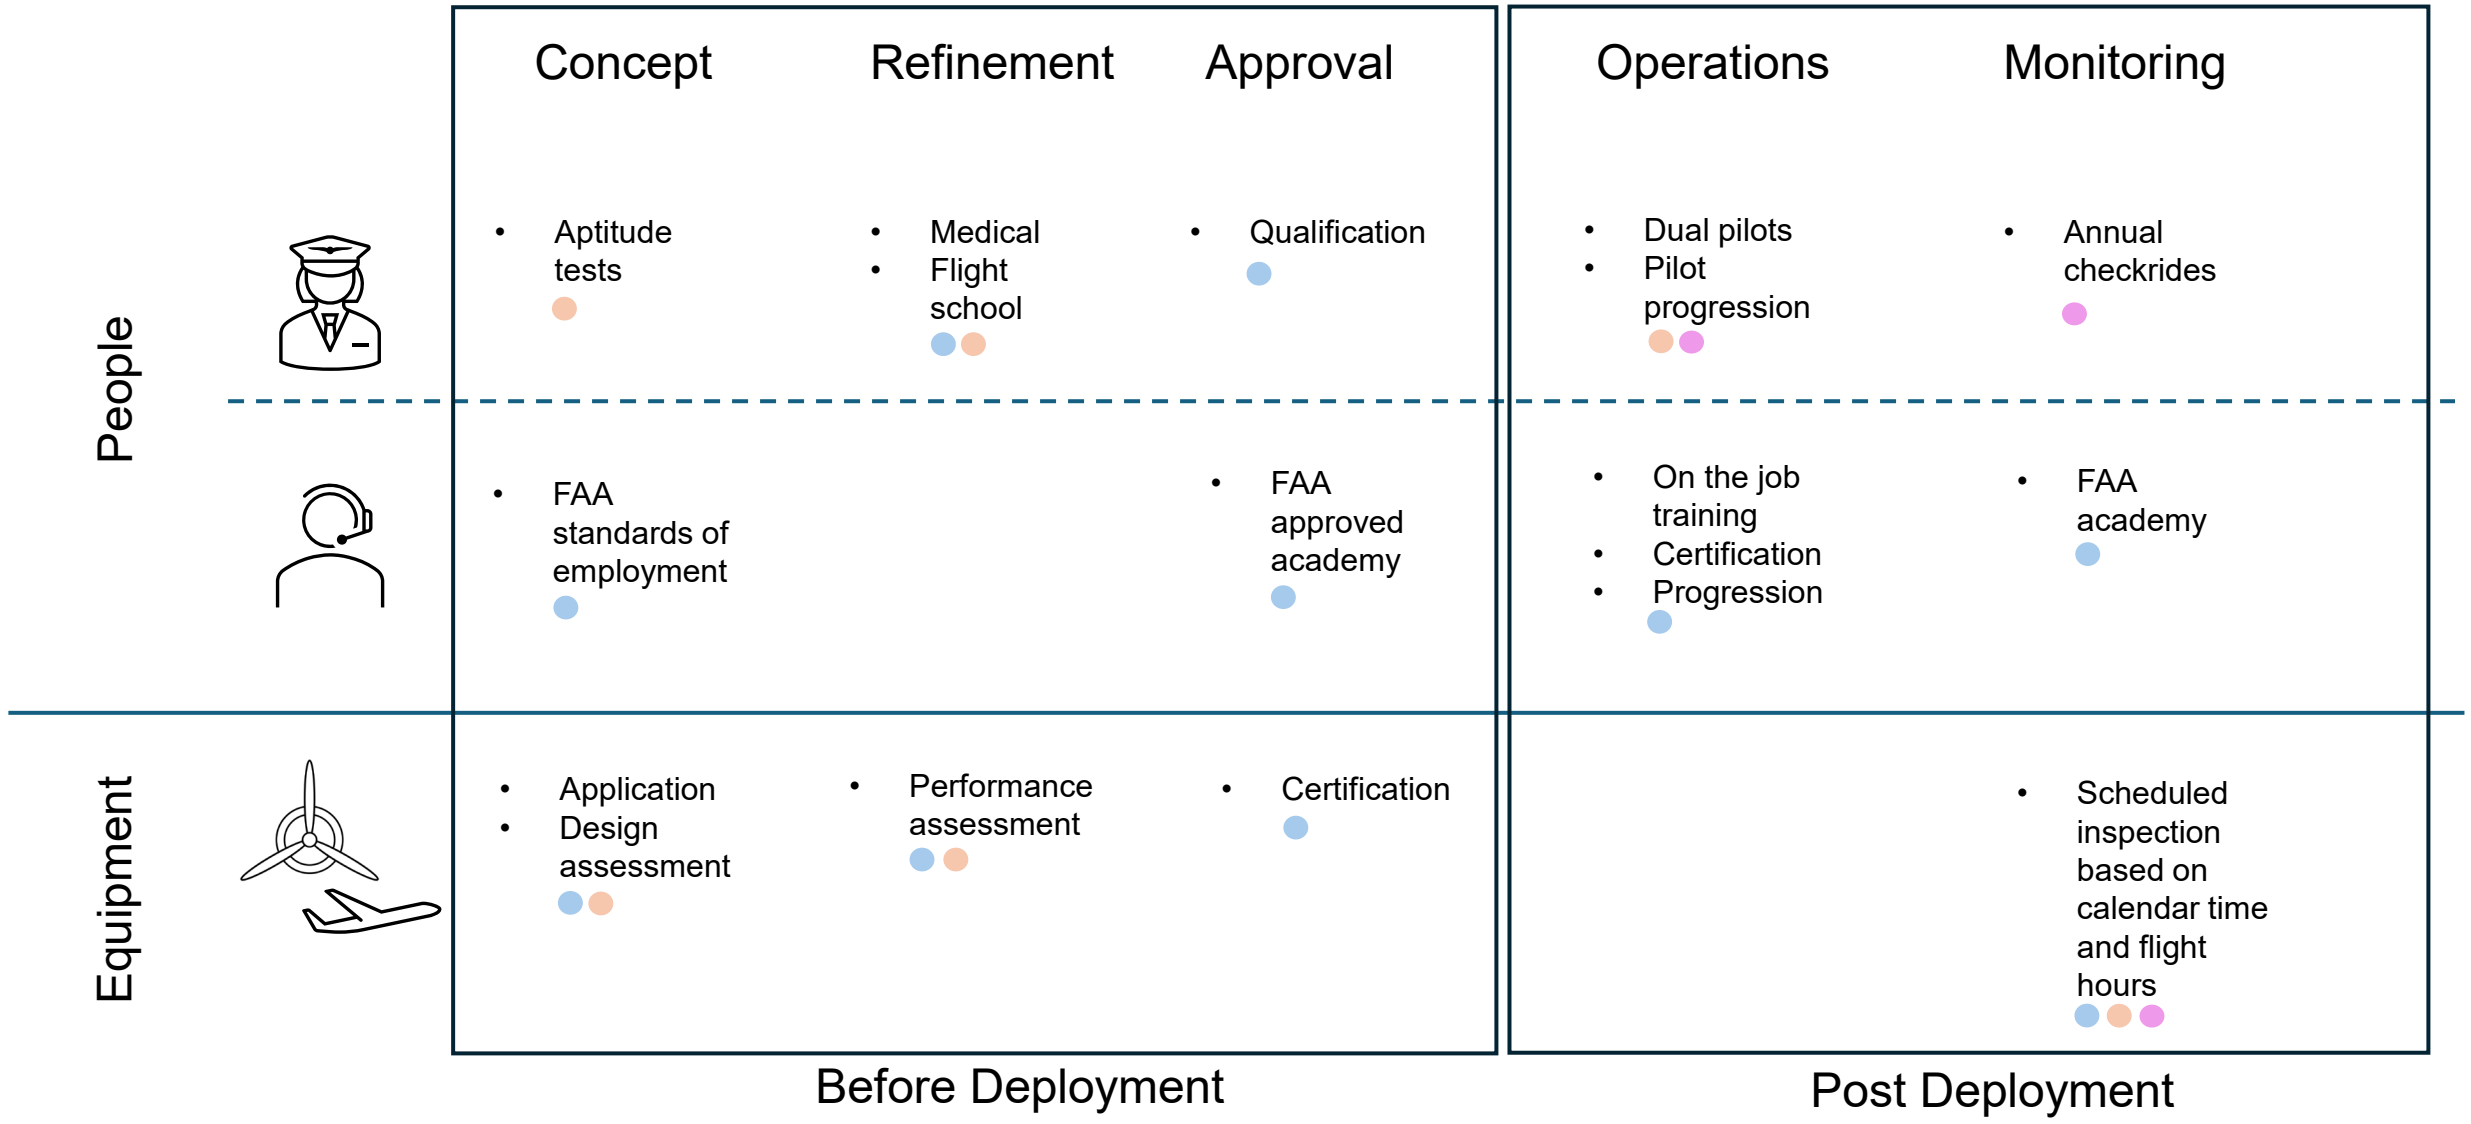 Concept
Refinement
Approval
Operations
Monitoring
People
• Aptitude
tests
• Medical
• Flight
school
• Qualification
• Dual pilots
• Pilot
progression
• Annual
checkrides
• FAA
standards of
employment
• FAA
approved
academy
• On the job
training
• Certification
• Progression
• FAA
academy
Equipment
• Application
• Design
assessment
• Performance
assessment
• Certification
• Scheduled
inspection
based on
calendar time
and flight
hours
Before Deployment
Post Deployment